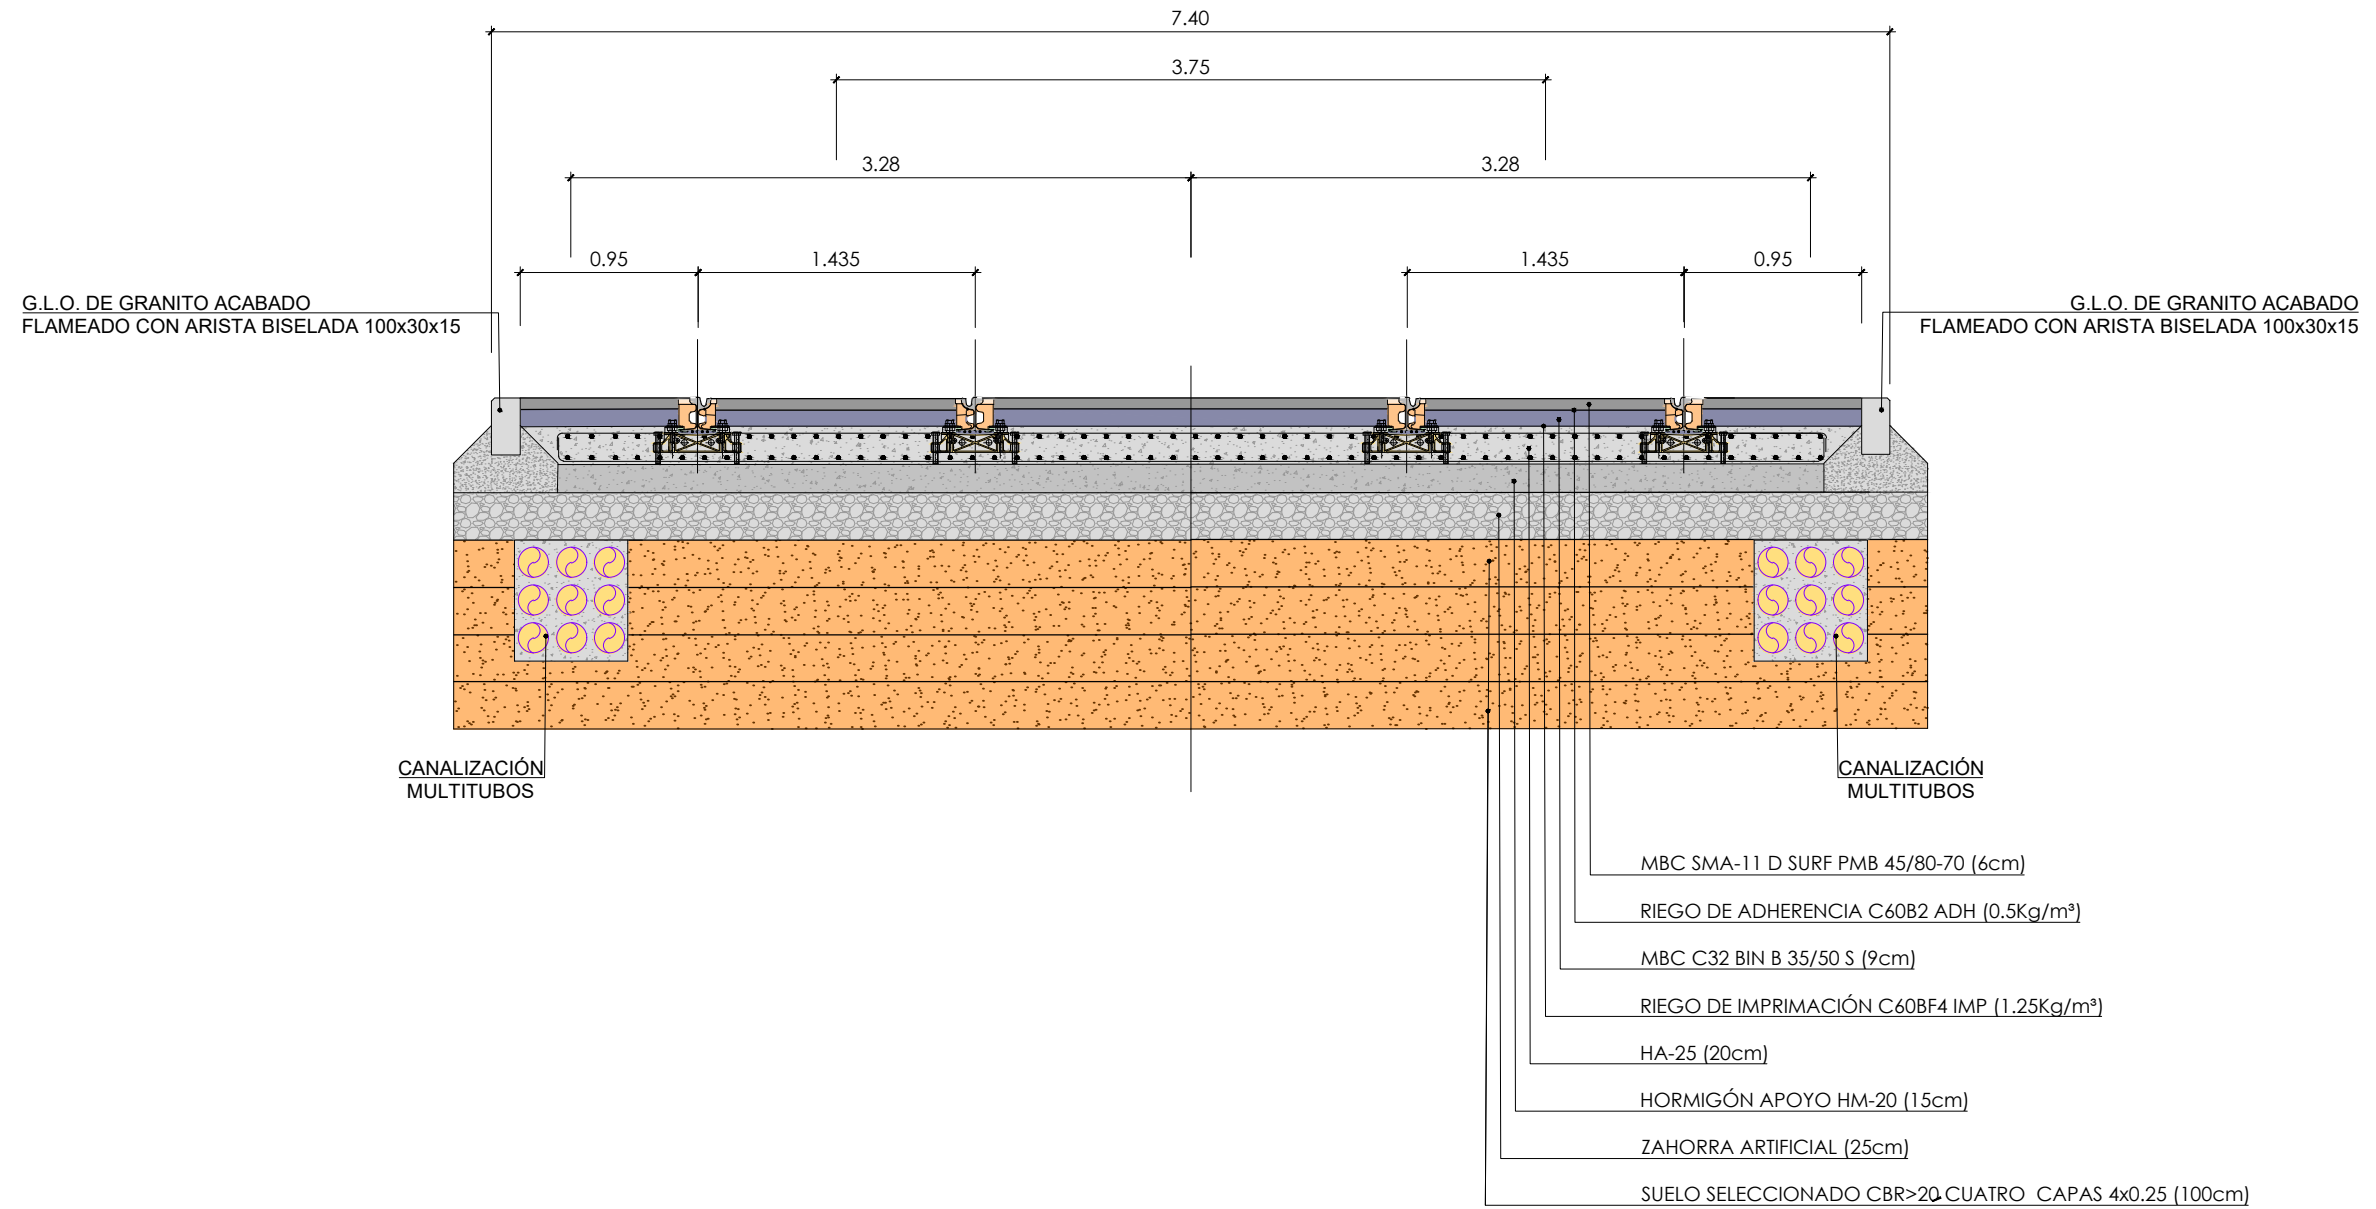 7.40
3.75
3.28
3.28
0.95
1.435
1.435
0.95
G.L.O. DE GRANITO ACABADO
FLAMEADO CON ARISTA BISELADA 100x30x15
G.L.O. DE GRANITO ACABADO
FLAMEADO CON ARISTA BISELADA 100x30x15
CANALIZACIÓN
MULTITUBOS
CANALIZACIÓN
MULTITUBOS
MBC SMA-11 D SURF PMB 45/80-70 (6cm)
RIEGO DE ADHERENCIA C60B2 ADH (0.5Kg/m³)
MBC C32 BIN B 35/50 S (9cm)
RIEGO DE IMPRIMACIÓN C60BF4 IMP (1.25Kg/m³)
HA-25 (20cm)
HORMIGÓN APOYO HM-20 (15cm)
ZAHORRA ARTIFICIAL (25cm)
SUELO SELECCIONADO CBR>20 CUATRO CAPAS 4x0.25 (100cm)